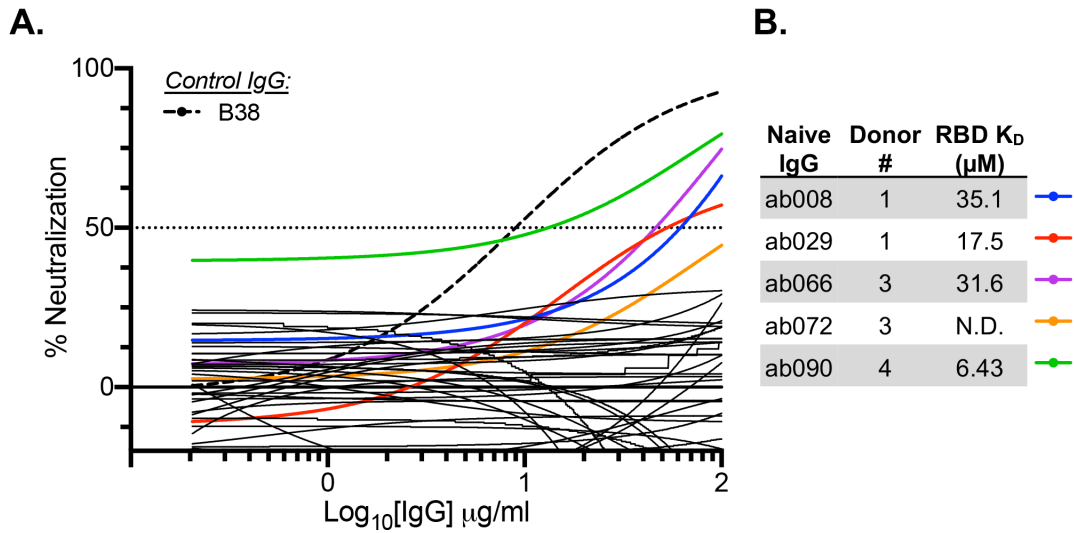 A.
B.
100
50
0
% Neutralization
Control IgG:
B38
0 1 2
Log10[IgG] μg/ml
Naive IgG Donor # RBD KD (μM)
ab008 1 35.1
ab029 1 17.5
ab066 3 31.6
ab072 3 N.D.
ab090 4 6.43